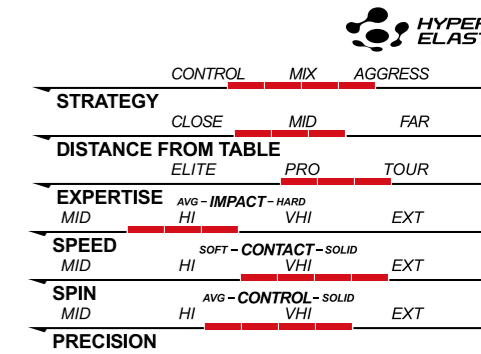 HYPER
ELAS
CONTROL MIX AGGRESS
STRATEGY
CLOSE MID FAR
DISTANCE FROM TABLE
ELITE PRO TOUR
EXPERTISE AVG – IMPACT – HARD
MID HI VHI EXT
SPEED SOFT – CONTACT – SOLID
MID HI VHI EXT
SPIN AVG – CONTROL – SOLID
MID HI VHI EXT
PRECISION